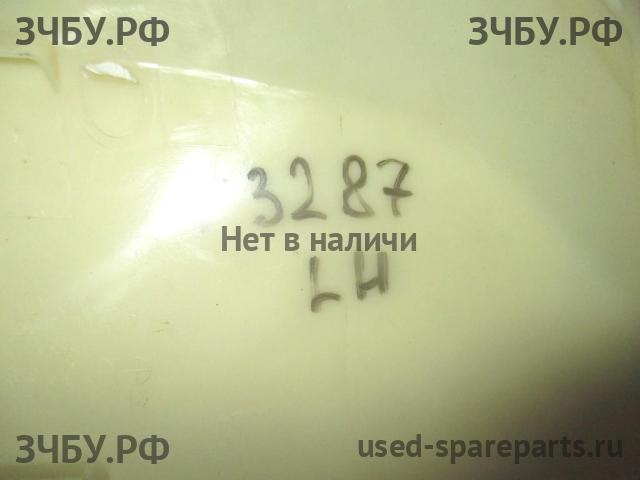 ЗЧБУ.РФ ЗЧБУ.РФ
3287
Нет в наличи
LH
ЗЧБУ.РФ used-spareparts.ru